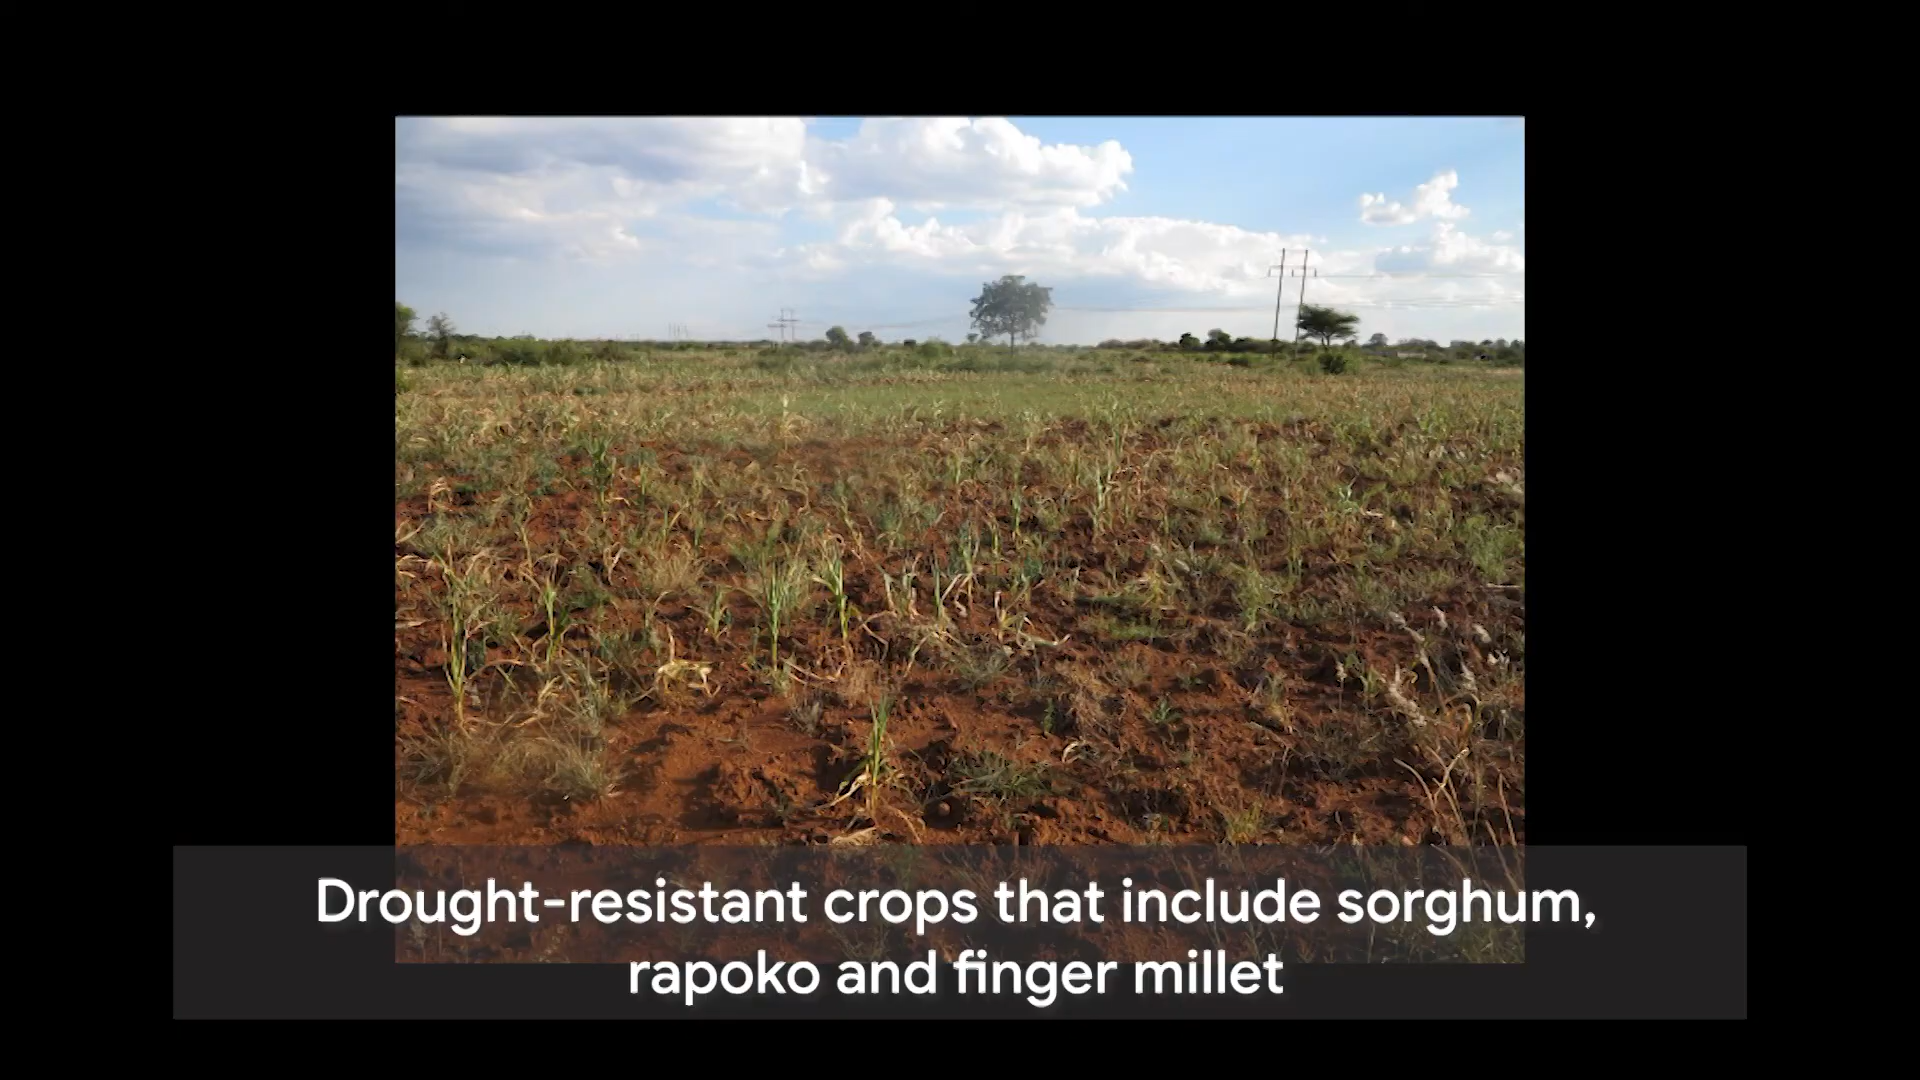 Drought-resistant crops that include sorghum,
rapoko and finger millet